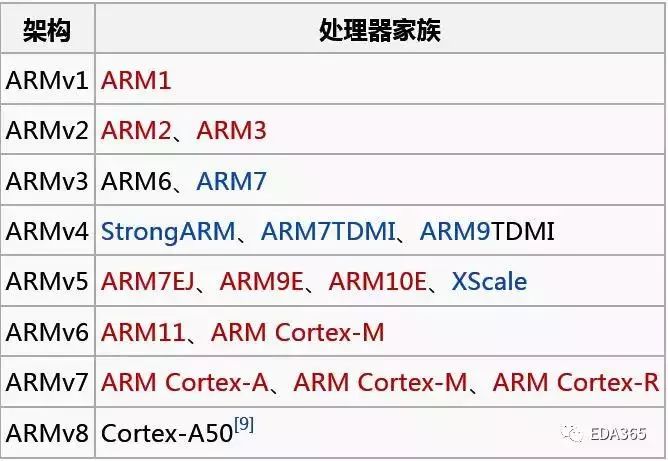 架构 处理器家族
ARMv1 ARM1
ARMv2 ARM2、ARM3
ARMv3 ARM6、ARM7
ARMv4 StrongARM、ARM7TDMI、ARM9TDMI
ARMv5 ARM7EJ、ARM9E、ARM10E、XScale
ARMv6 ARM11、ARM Cortex-M
ARMv7 ARM Cortex-A、ARM Cortex-M、ARM Cortex-R
ARMv8 Cortex-A50[9]
EDA365